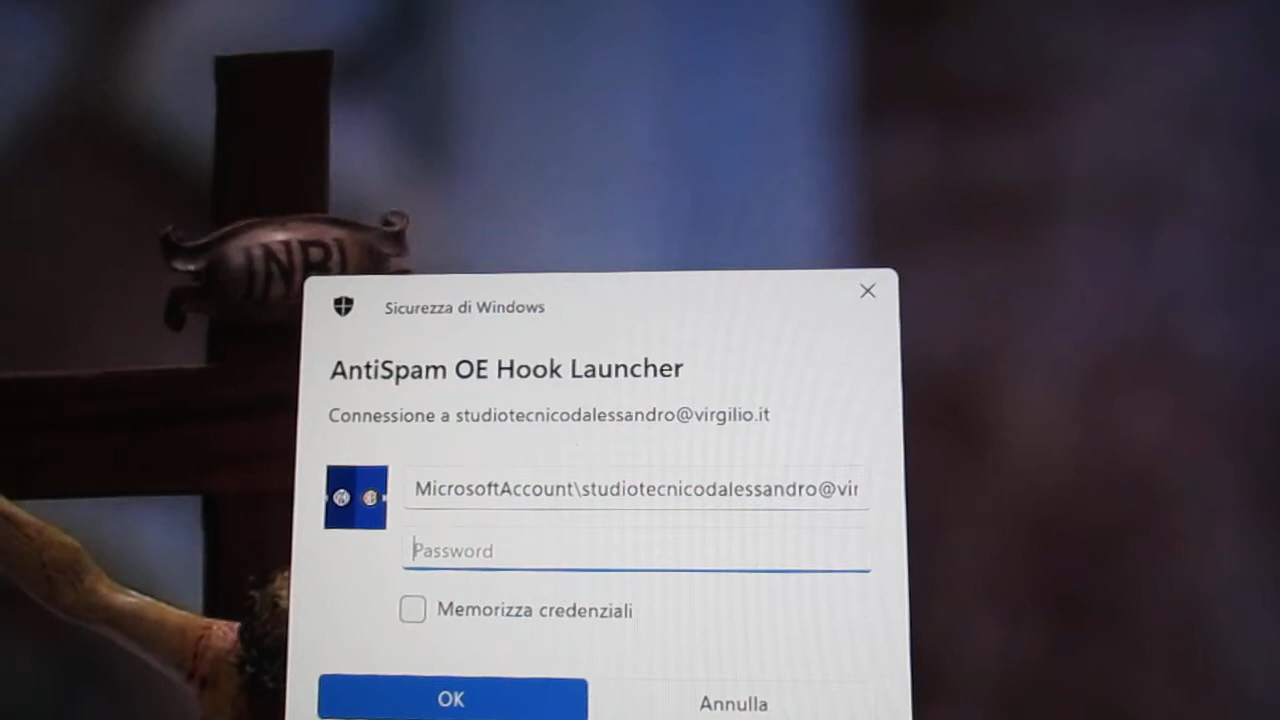 INRI
Sicurezza di Windows
AntiSpam OE Hook Launcher
Connessione a studiotecnicodalessandro@virgilio.it
MicrosoftAccount\studiotecnicodalessandro@vir
Password
Memorizza credenziali
OK
Annulla